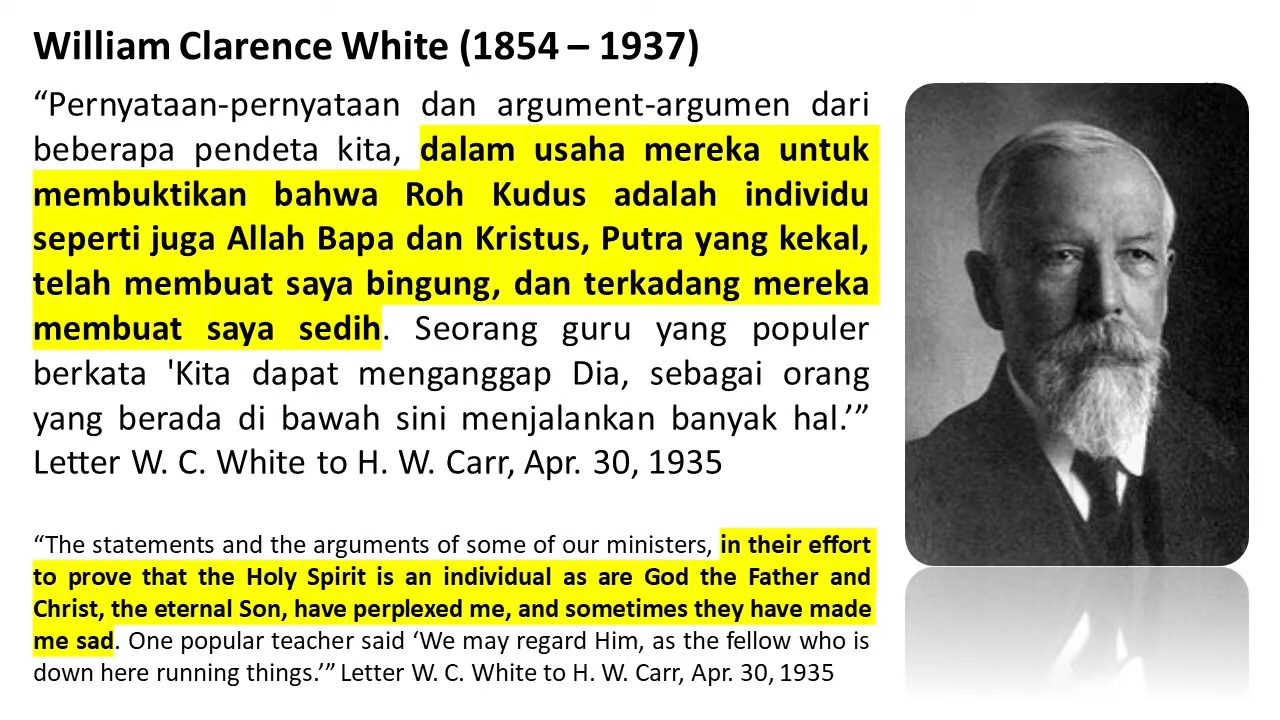 William Clarence White (1854 – 1937)
“Pernyataan-pernyataan dan argument-argumen dari
beberapa pendeta kita, dalam usaha mereka untuk
membuktikan bahwa Roh Kudus adalah individu
seperti juga Allah Bapa dan Kristus, Putra yang kekal,
telah membuat saya bingung, dan terkadang mereka
membuat saya sedih. Seorang guru yang populer
berkata 'Kita dapat menganggap Dia, sebagai orang
yang berada di bawah sini menjalankan banyak hal.’”
Letter W. C. White to H. W. Carr, Apr. 30, 1935
“The statements and the arguments of some of our ministers, in their effort
to prove that the Holy Spirit is an individual as are God the Father and
Christ, the eternal Son, have perplexed me, and sometimes they have made
me sad. One popular teacher said ‘We may regard Him, as the fellow who is
down here running things.’” Letter W. C. White to H. W. Carr, Apr. 30, 1935